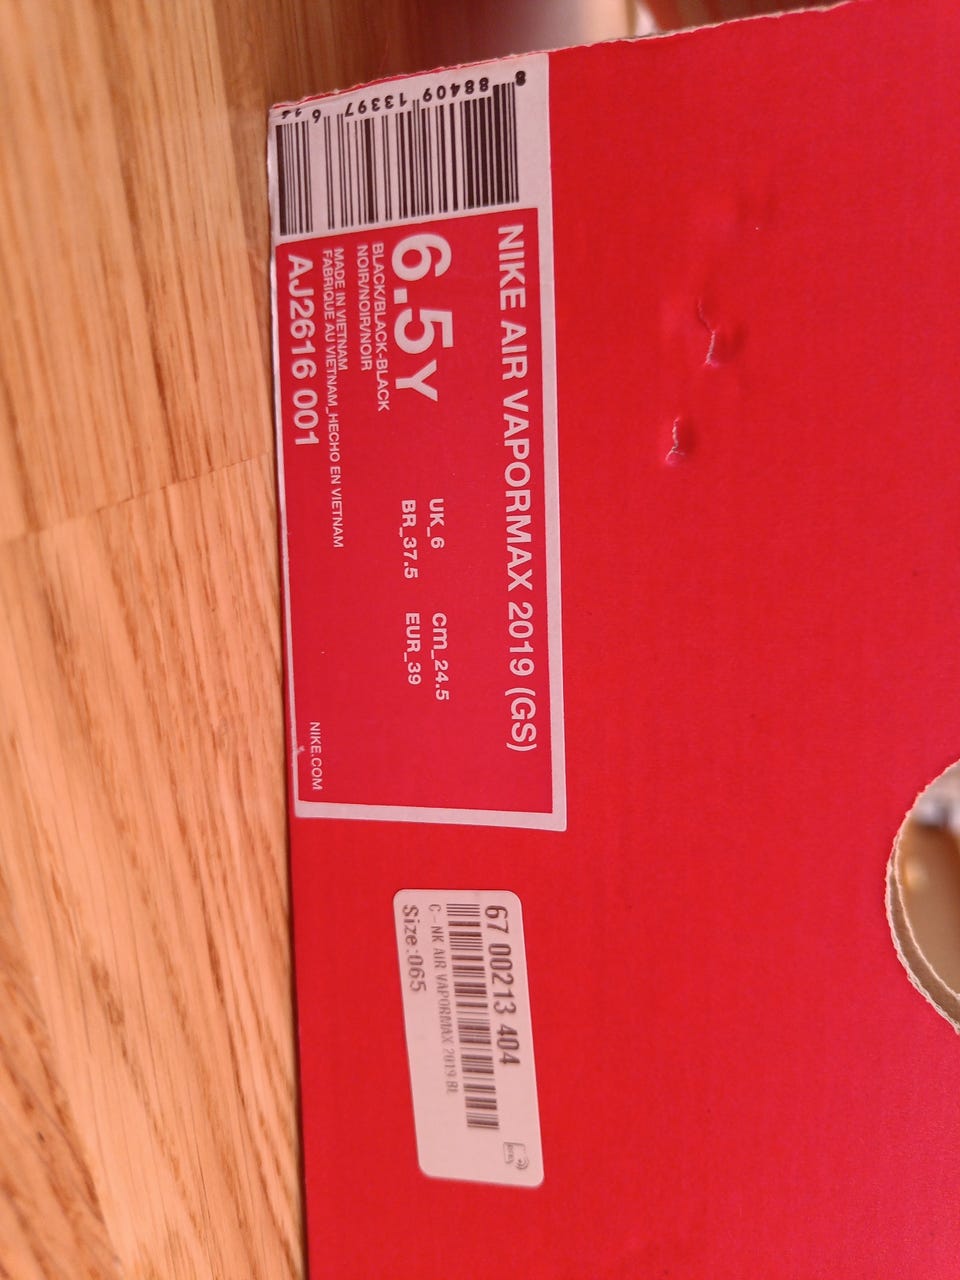 8 88409 13397 6
NIKE AIR VAPORMAX 2019 (GS)
6.5Y
UK_6 cm_24.5
BR_37.5 EUR_39
BLACK/BLACK-BLACK
NOIR/NOIR/NOIR
MADE IN VIETNAM
FABRIQUE AU VIETNAM_HECHO EN VIETNAM
AJ2616 001
NIKE.COM
67 00213 404
C-NK AIR VAPORMAX 2019 BL
Size:065